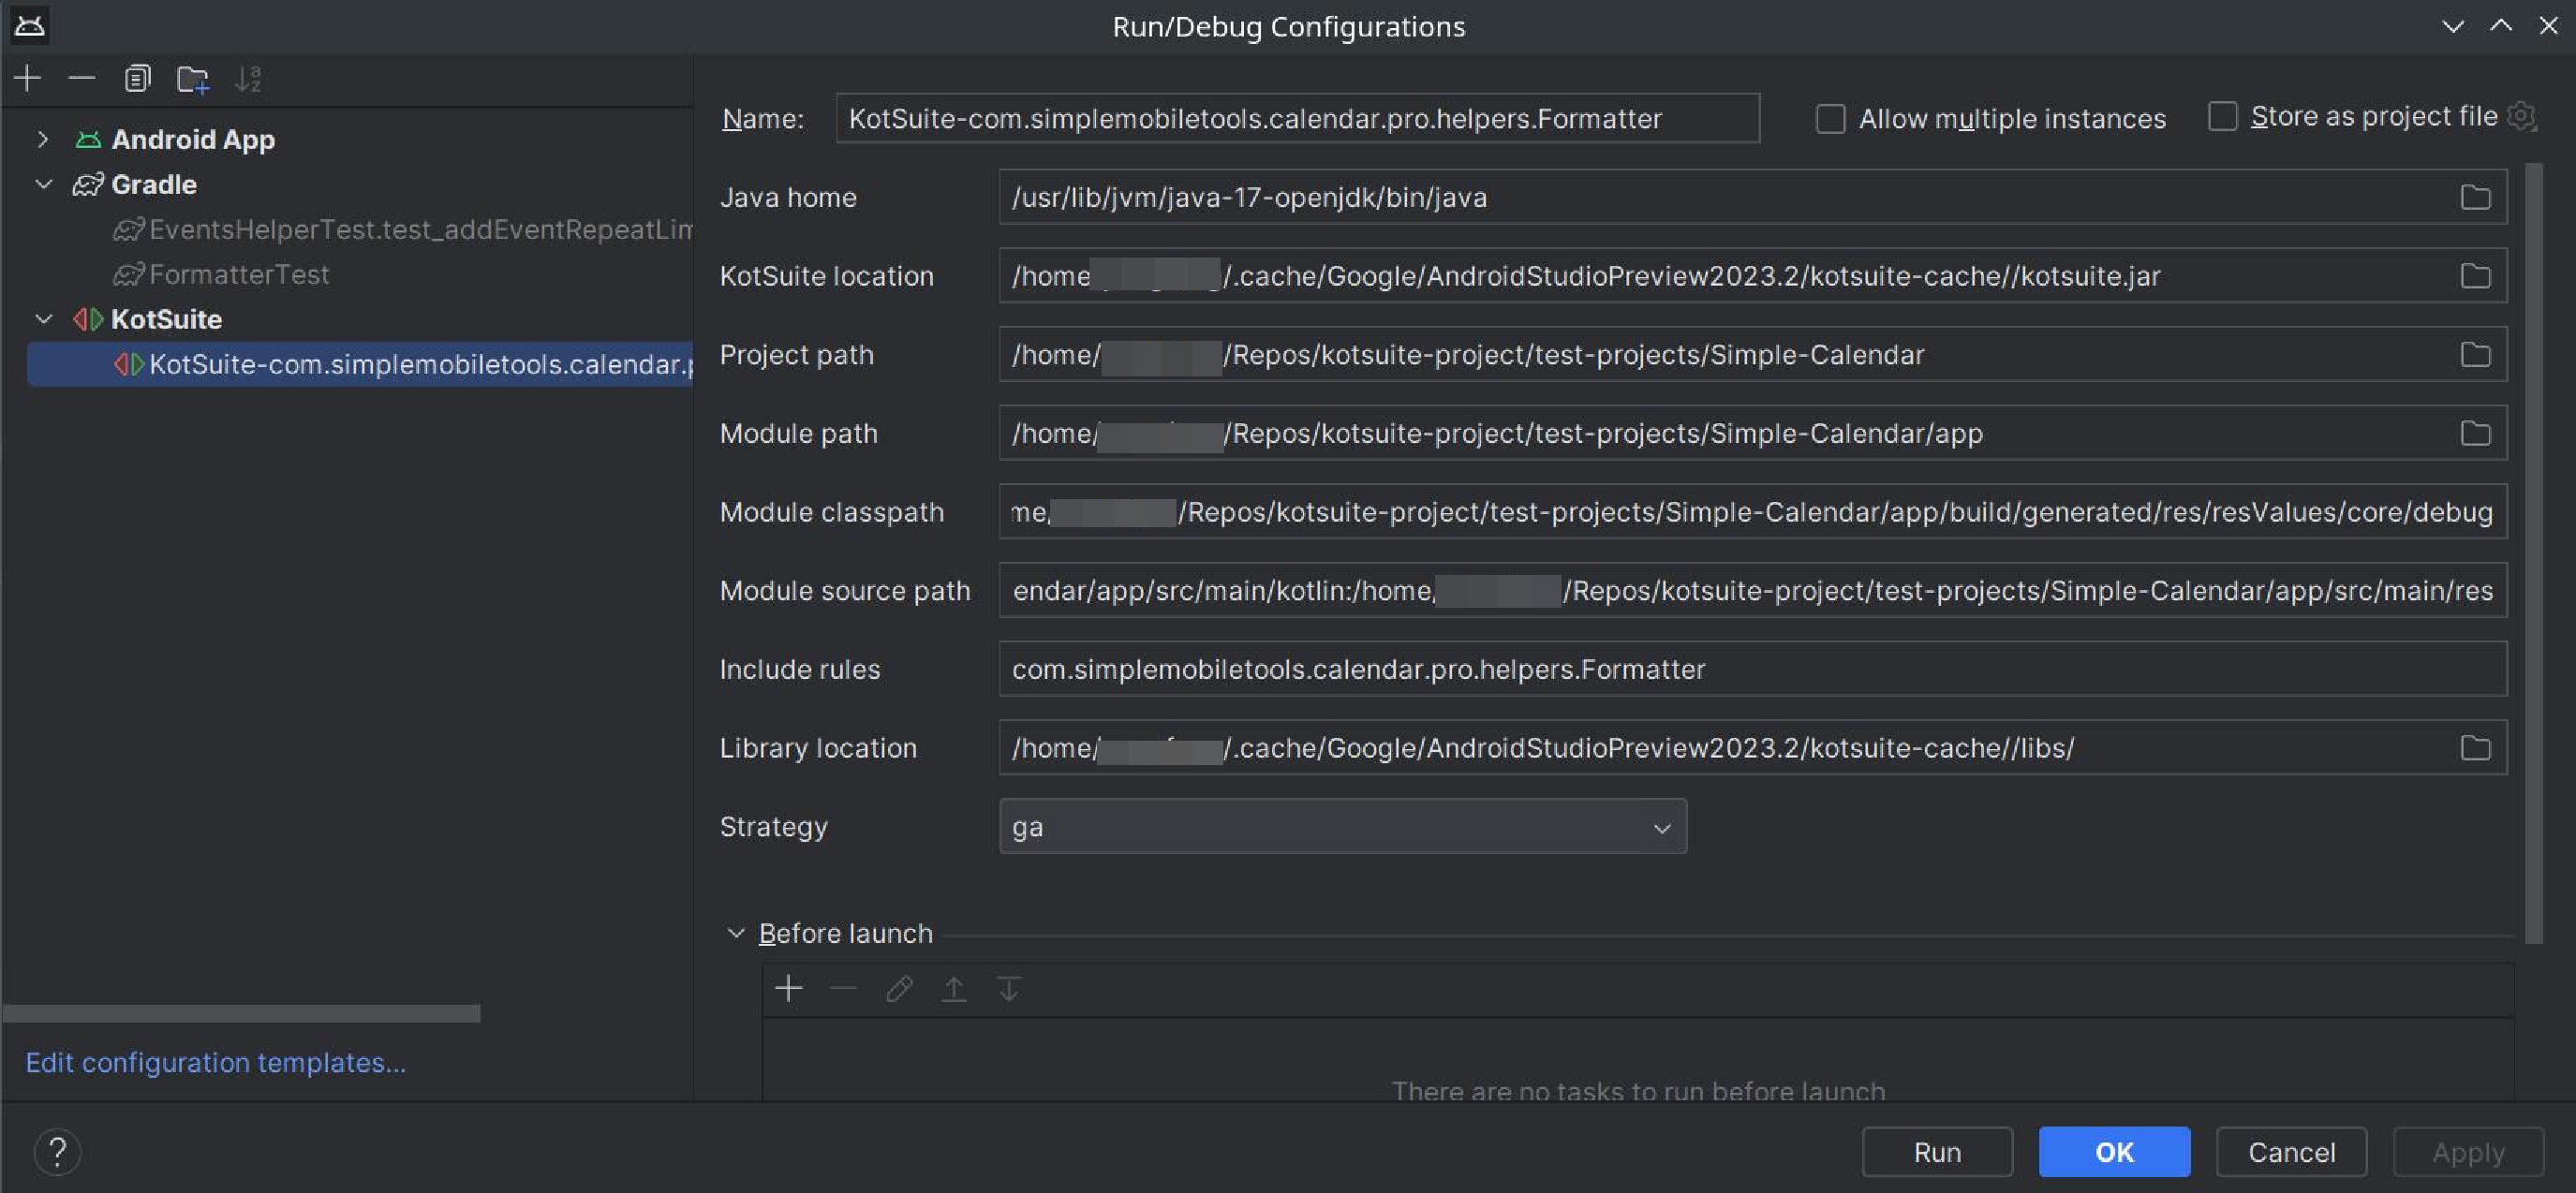 Run/Debug Configurations
Android App
Gradle
EventsHelperTest.test_addEventRepeatLim
FormatterTest
KotSuite
KotSuite-com.simplemobiletools.calendar.p
Edit configuration templates...
Name: KotSuite-com.simplemobiletools.calendar.pro.helpers.Formatter Allow multiple instances Store as project file
Java home /usr/lib/jvm/java-17-openjdk/bin/java
KotSuite location /home /.cache/Google/AndroidStudioPreview2023.2/kotsuite-cache//kotsuite.jar
Project path /home/ /Repos/kotsuite-project/test-projects/Simple-Calendar
Module path /home/ /Repos/kotsuite-project/test-projects/Simple-Calendar/app
Module classpath me/ /Repos/kotsuite-project/test-projects/Simple-Calendar/app/build/generated/res/resValues/core/debug
Module source path endar/app/src/main/kotlin:/home/ /Repos/kotsuite-project/test-projects/Simple-Calendar/app/src/main/res
Include rules com.simplemobiletools.calendar.pro.helpers.Formatter
Library location /home/ /.cache/Google/AndroidStudioPreview2023.2/kotsuite-cache//libs/
Strategy ga
Before launch
There are no tasks to run before launch
? Run OK Cancel Apply